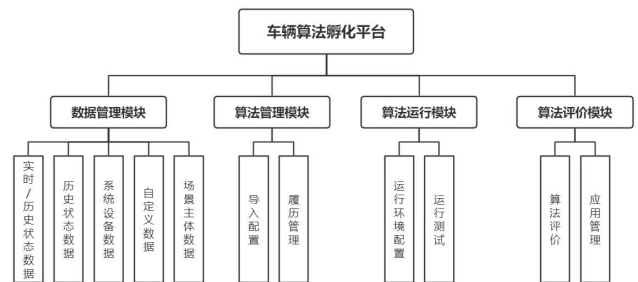 车辆算法孵化平台
数据管理模块
算法管理模块
算法运行模块
算法评价模块
实时/历史状态数据
历史状态数据
系统设备数据
自定义数据
场景主体数据
导入配置
履历管理
运行环境配置
运行测试
算法评价
应用管理